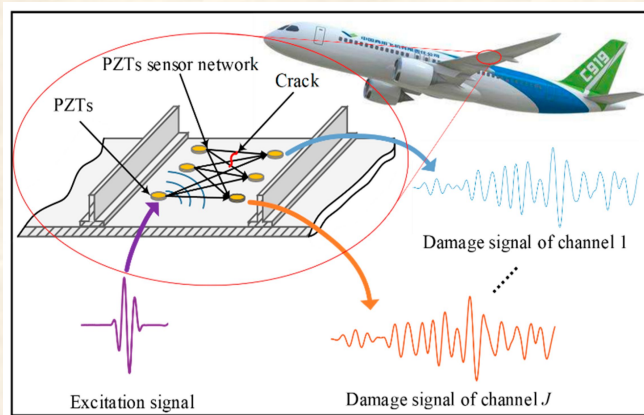 PZTs sensor network
Crack
PZTs
C919
Damage signal of channel 1
Excitation signal
Damage signal of channel J